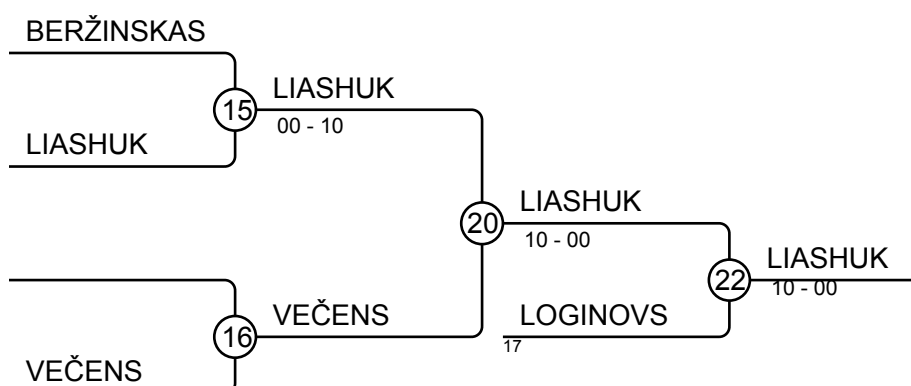 BERŽINSKAS
15
LIASHUK
00 - 10
LIASHUK
20
LIASHUK
10 - 00
22
LIASHUK
10 - 00
16
VEČENS
LOGINOVS
17
VEČENS